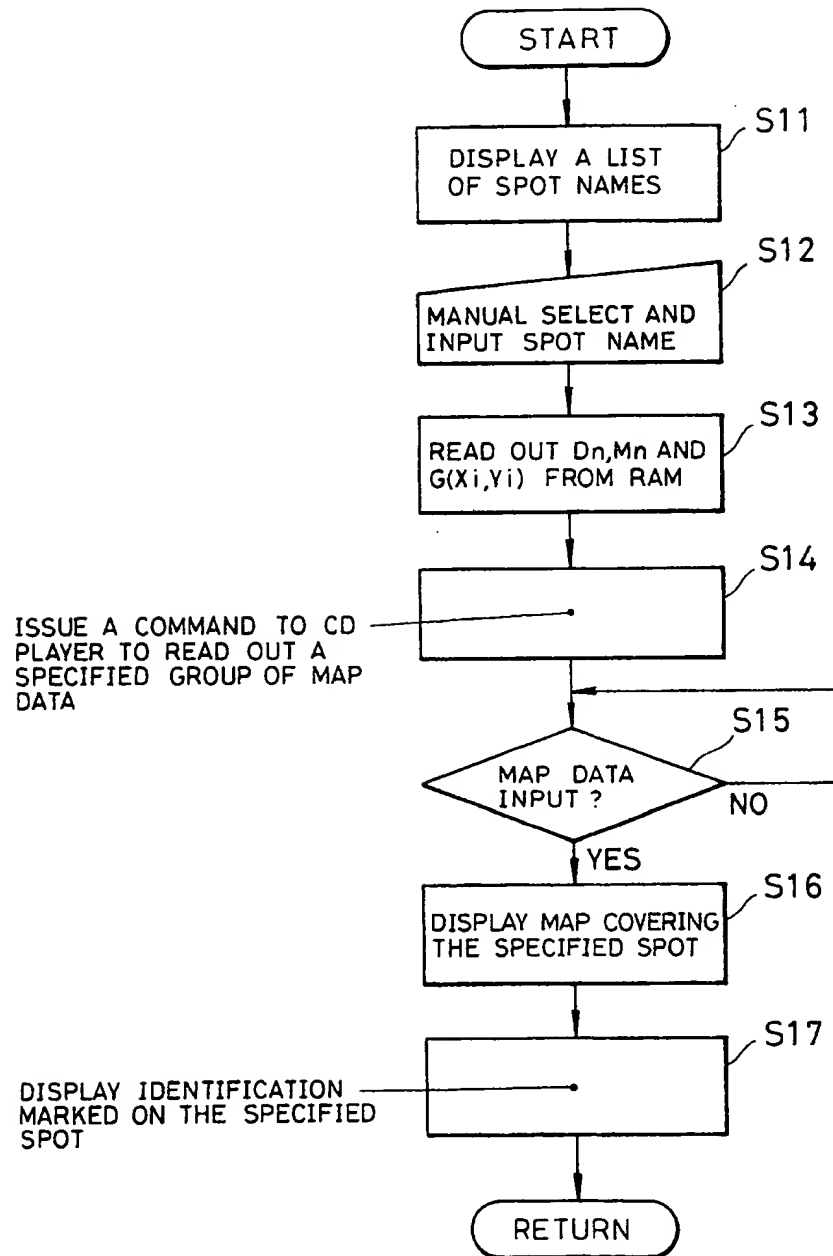 START
S11
DISPLAY A LIST
OF SPOT NAMES
S12
MANUAL SELECT AND
INPUT SPOT NAME
S13
READ OUT Dn,Mn AND
G(Xi,Yi) FROM RAM
S14
ISSUE A COMMAND TO CD
PLAYER TO READ OUT A
SPECIFIED GROUP OF MAP
DATA
S15
MAP DATA
INPUT ?
NO
YES
S16
DISPLAY MAP COVERING
THE SPECIFIED SPOT
S17
DISPLAY IDENTIFICATION
MARKED ON THE SPECIFIED
SPOT
RETURN